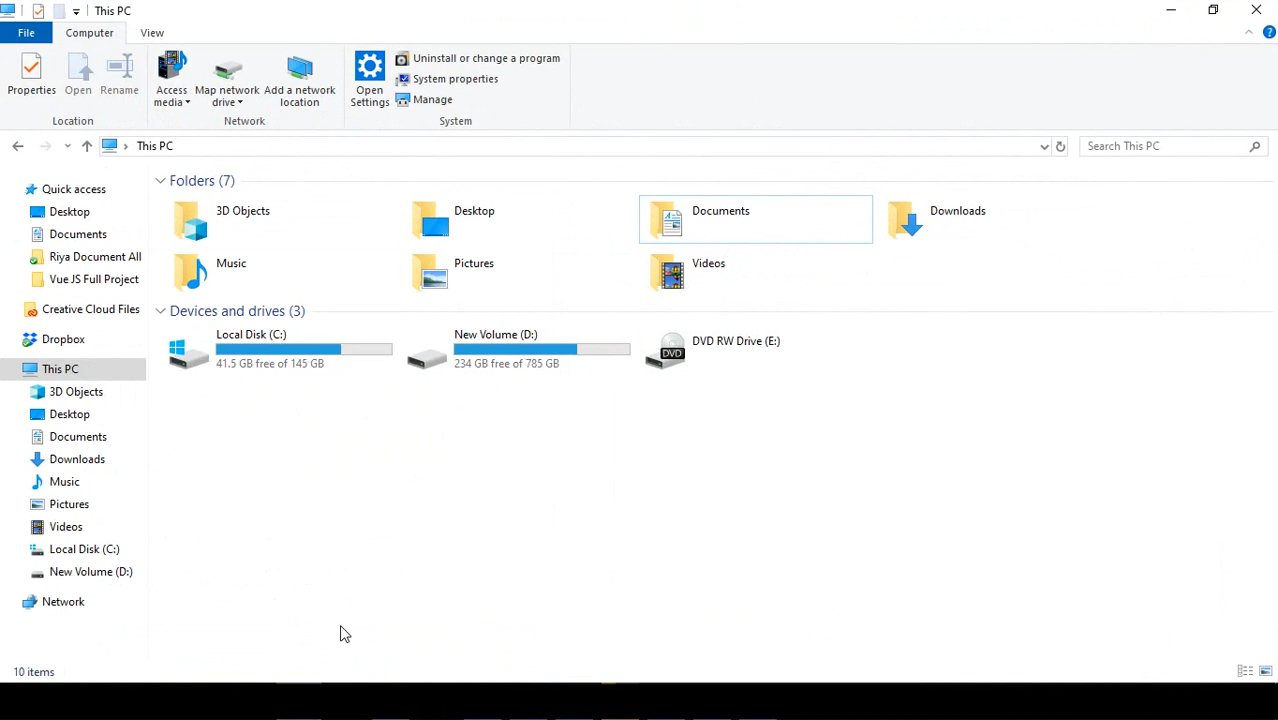 This PC
File Computer View
Properties Open Rename Access media Map network drive Add a network location Open Settings
Uninstall or change a program
System properties
Manage
Location Network System
This PC
Search This PC
Quick access
Desktop
Documents
Riya Document All
Vue JS Full Project
Creative Cloud Files
Dropbox
This PC
3D Objects
Desktop
Documents
Downloads
Music
Pictures
Videos
Local Disk (C:)
New Volume (D:)
Network
Folders (7)
3D Objects Desktop Documents Downloads
Music Pictures Videos
Devices and drives (3)
Local Disk (C:) New Volume (D:) DVD RW Drive (E:)
41.5 GB free of 145 GB 234 GB free of 785 GB
DVD
10 items